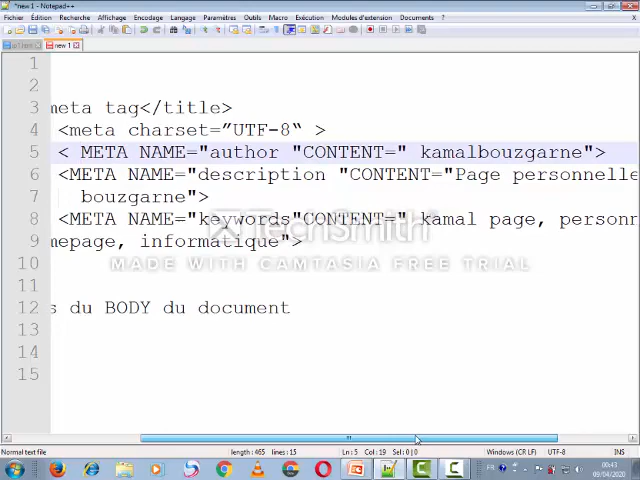 *new 1 - Notepad++
Fichier Édition Recherche Affichage Encodage Langage Paramètres Outils Macro Exécution Modules d'extension Documents ?
new 1
1
2
3 meta tag</title>
4 <meta charset=”UTF-8“ >
5 < META NAME="author "CONTENT=" kamalbouzgarne">
6 <META NAME="description "CONTENT="Page personnelle
7 bouzgarne">
8 <META NAME="keywords"CONTENT=" kamal page, personn
9 mepage, informatique">
10
11
12 s du BODY du document
13
14
15
TechSmith
MADE WITH CAMTASIA FREE TRIAL
Normal text file length : 465 lines : 15 Ln : 5 Col : 19 Sel : 0 | 0 Windows (CR LF) UTF-8 INS
FR 00:43
09/04/2020